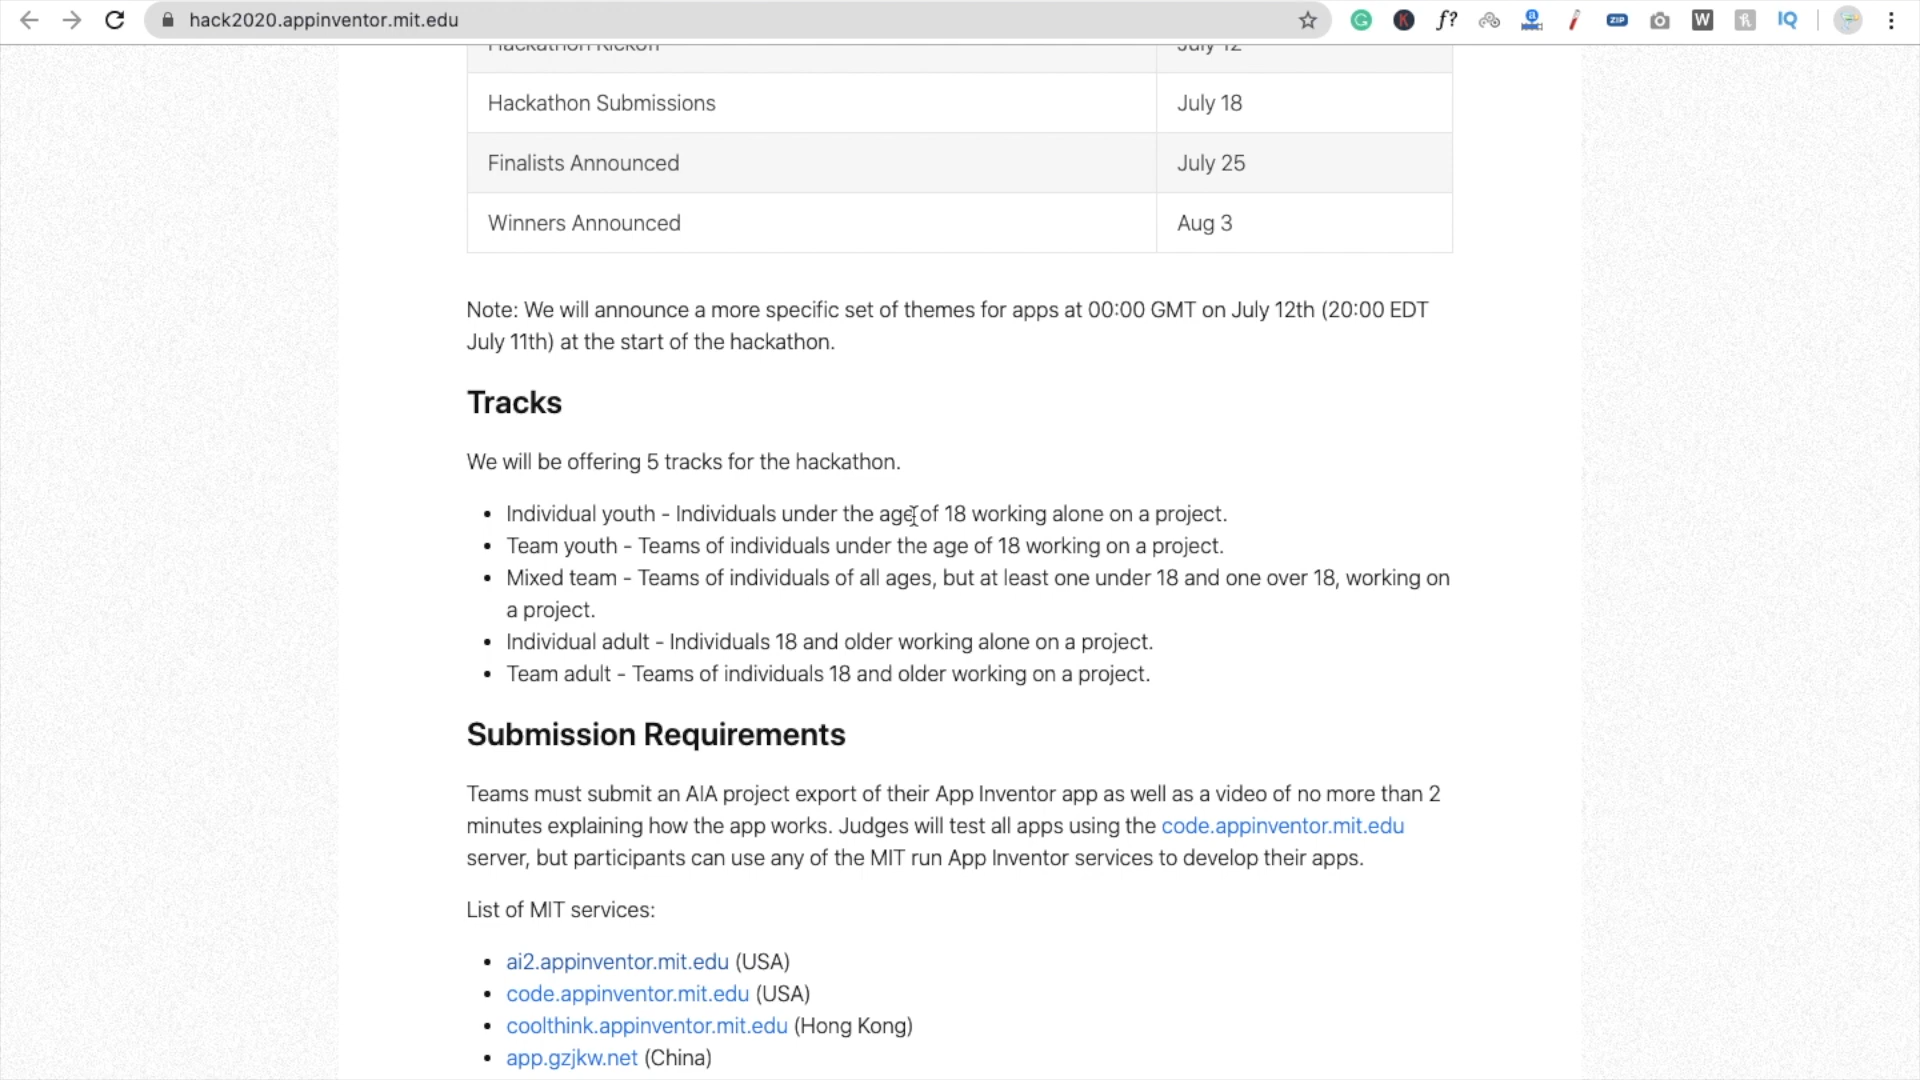 hack2020.appinventor.mit.edu
f?
ZIP
W
IQ
Hackathon Kickoff July 12
Hackathon Submissions July 18
Finalists Announced July 25
Winners Announced Aug 3
Note: We will announce a more specific set of themes for apps at 00:00 GMT on July 12th (20:00 EDT
July 11th) at the start of the hackathon.
Tracks
We will be offering 5 tracks for the hackathon.
• Individual youth - Individuals under the age of 18 working alone on a project.
• Team youth - Teams of individuals under the age of 18 working on a project.
• Mixed team - Teams of individuals of all ages, but at least one under 18 and one over 18, working on
a project.
• Individual adult - Individuals 18 and older working alone on a project.
• Team adult - Teams of individuals 18 and older working on a project.
Submission Requirements
Teams must submit an AIA project export of their App Inventor app as well as a video of no more than 2
minutes explaining how the app works. Judges will test all apps using the code.appinventor.mit.edu
server, but participants can use any of the MIT run App Inventor services to develop their apps.
List of MIT services:
• ai2.appinventor.mit.edu (USA)
• code.appinventor.mit.edu (USA)
• coolthink.appinventor.mit.edu (Hong Kong)
• app.gzjkw.net (China)